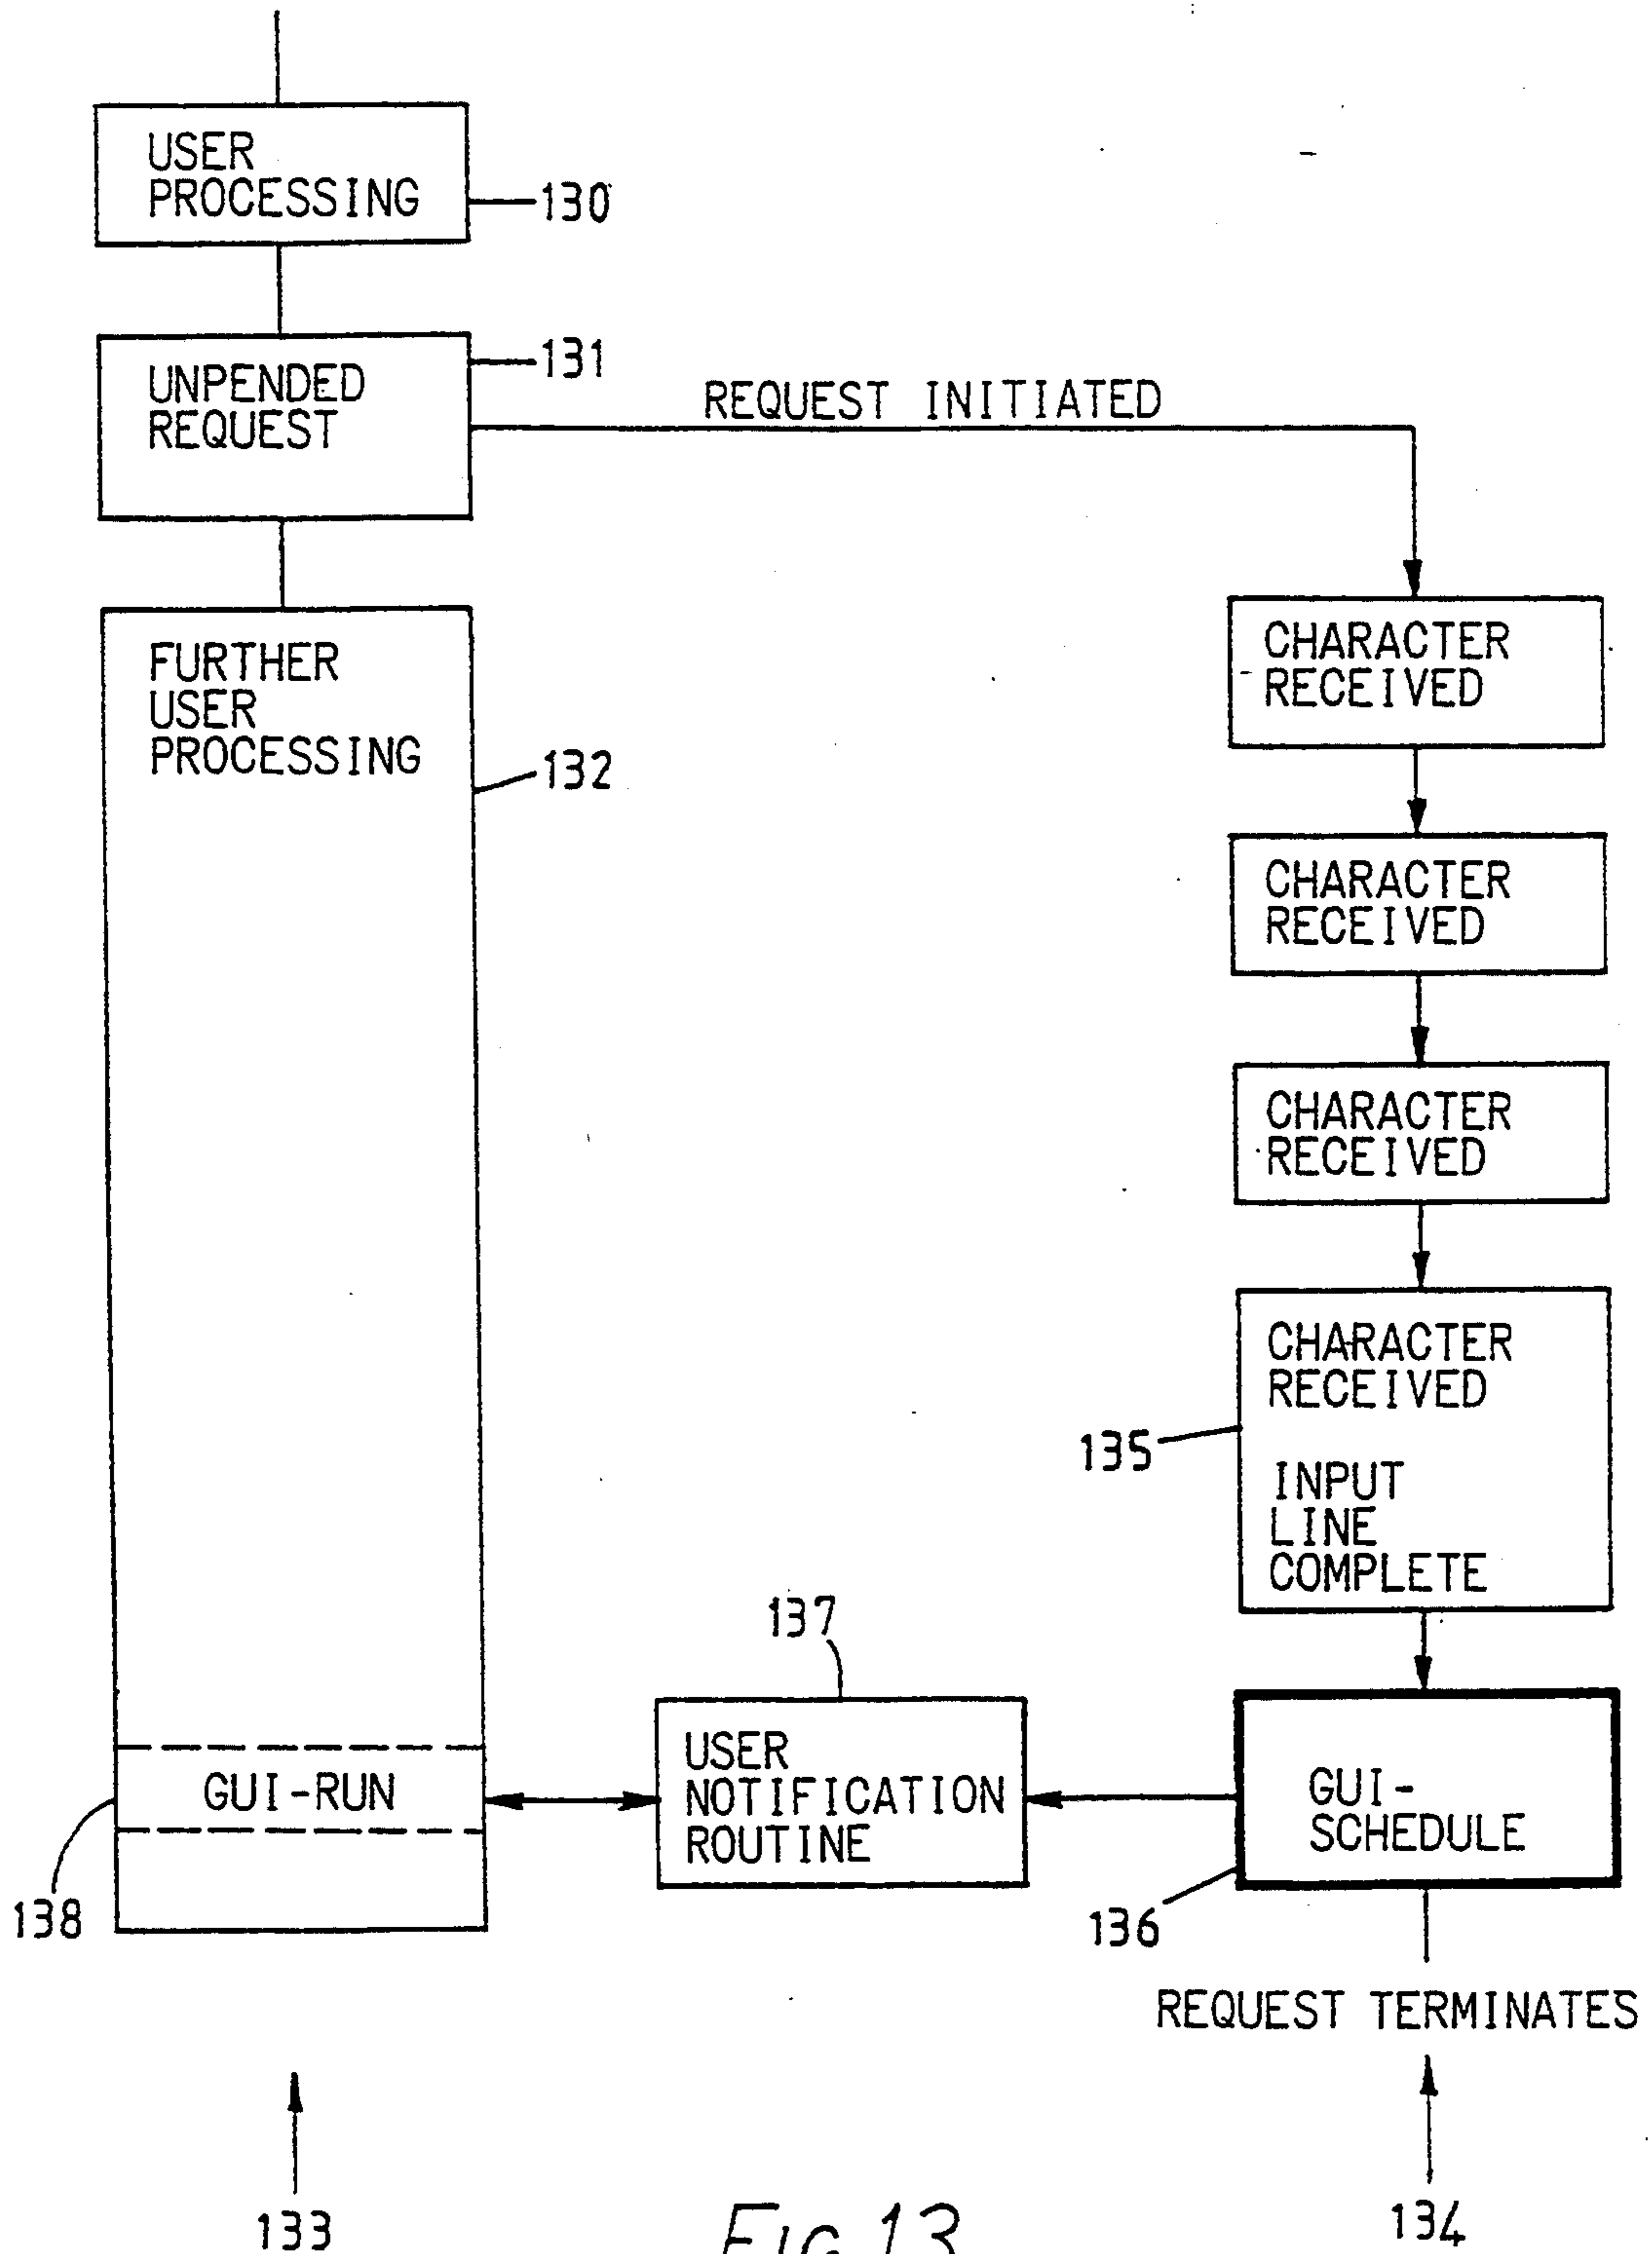 USER
PROCESSING
130
UNPENDED
REQUEST
131
REQUEST INITIATED
FURTHER
USER
PROCESSING
132
CHARACTER
RECEIVED
CHARACTER
RECEIVED
CHARACTER
RECEIVED
CHARACTER
RECEIVED
INPUT
LINE
COMPLETE
135
137
USER
NOTIFICATION
ROUTINE
GUI-RUN
138
GUI-
SCHEDULE
136
REQUEST TERMINATES
133
134
FIG.13